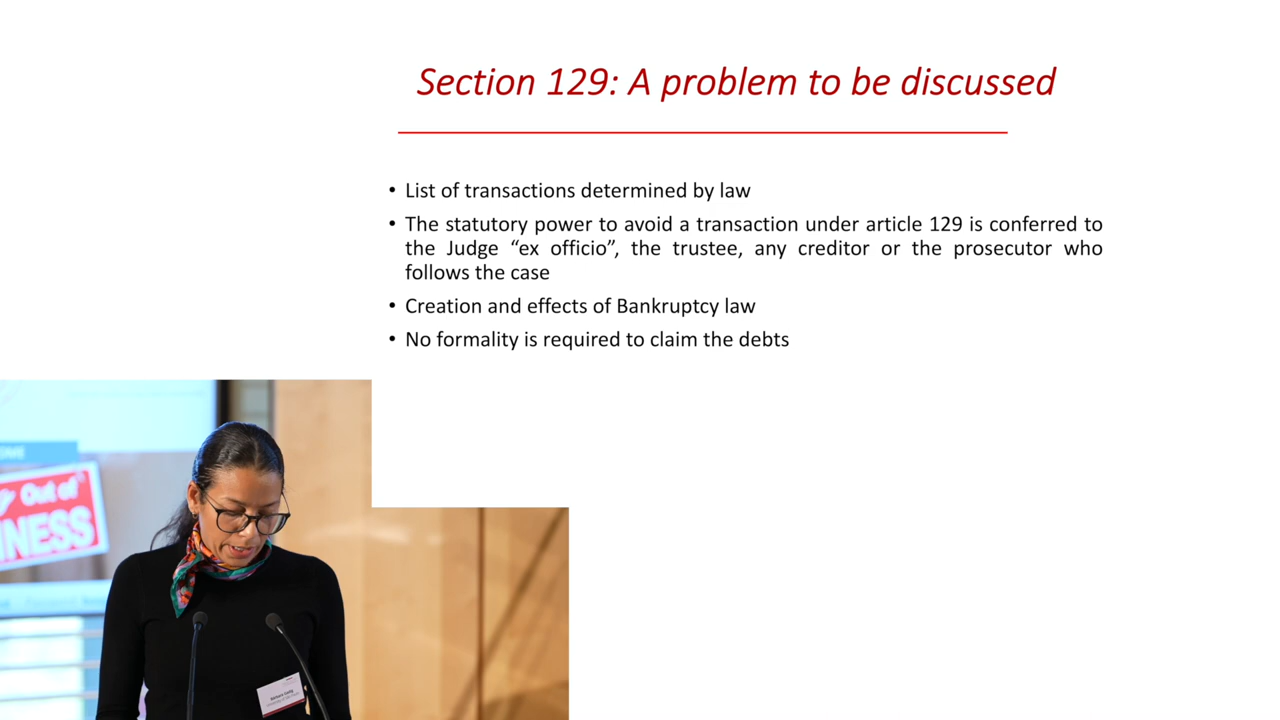 Section 129: A problem to be discussed
• List of transactions determined by law
• The statutory power to avoid a transaction under article 129 is conferred to
the Judge “ex officio”, the trustee, any creditor or the prosecutor who
follows the case
• Creation and effects of Bankruptcy law
• No formality is required to claim the debts
Out of